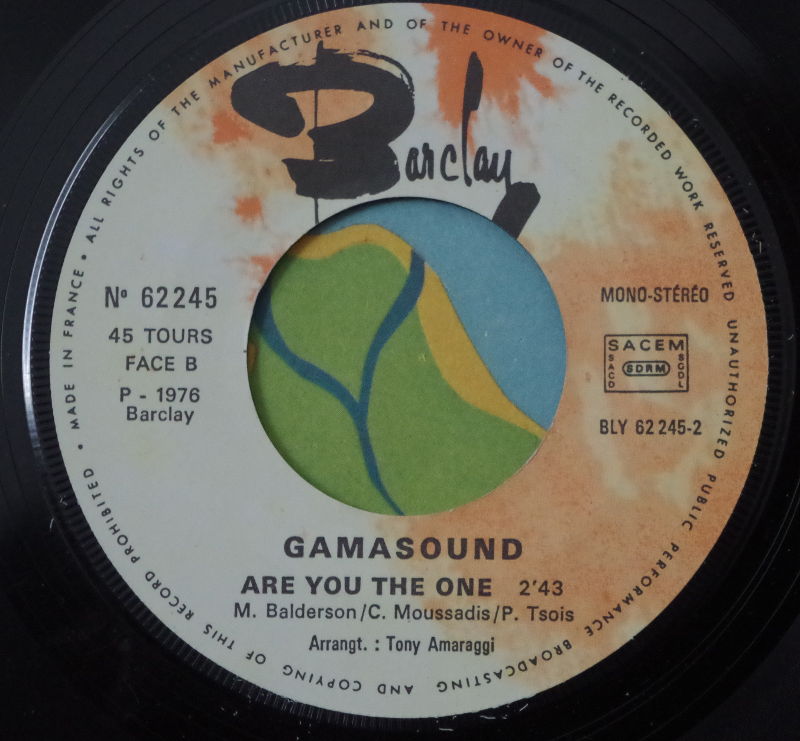 MADE IN FRANCE • ALL RIGHTS OF THE MANUFACTURER AND OF THE OWNER OF THE RECORDED WORK RESERVED UNAUTHORIZED PUBLIC PERFORMANCE BROADCASTING AND COPYING OF THIS RECORD PROHIBITED •
Barclay
Nº 62245
45 TOURS
FACE B
P - 1976
Barclay
MONO-STÉRÉO
SACEM
SACD
SDRM
SGDL
BLY 62 245-2
GAMASOUND
ARE YOU THE ONE 2'43
M. Balderson/C. Moussadis/P. Tsois
Arrangt. : Tony Amaraggi